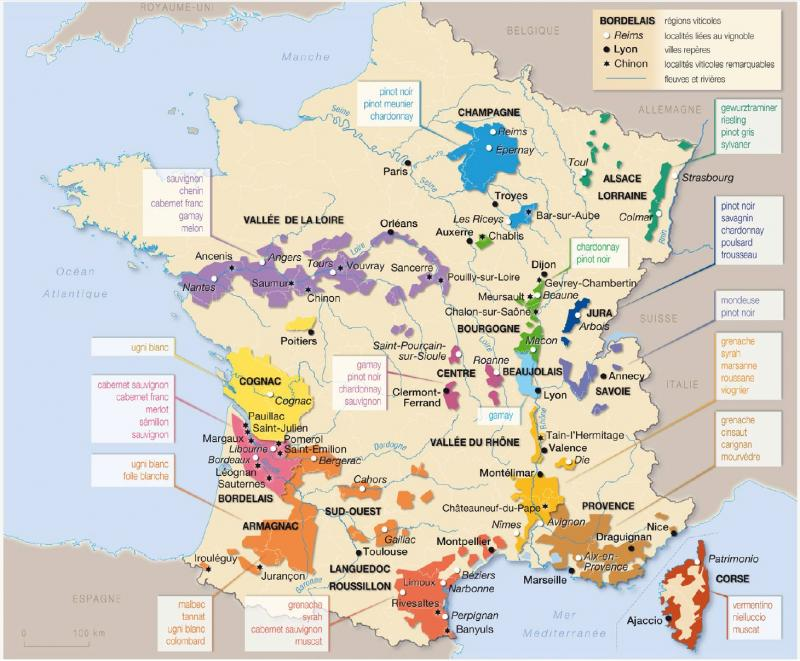 ROYAUME-UNI
BELGIQUE
Manche
ALLEMAGNE
Océan
Atlantique
SUISSE
ITALIE
ESPAGNE
Mer
Méditerranée
BORDELAIS régions viticoles
Reims localités liées au vignoble
Lyon villes repères
Chinon localités viticoles remarquables
fleuves et rivières
pinot noir
pinot meunier
chardonnay
CHAMPAGNE
Reims
Épernay
Seine
Paris
Seine
Troyes
Les Riceys
Bar-sur-Aube
Auxerre
Chablis
Toul
ALSACE
LORRAINE
Strasbourg
Colmar
Rhin
gewurztraminer
riesling
pinot gris
sylvaner
sauvignon
chenin
cabernet franc
gamay
melon
VALLÉE DE LA LOIRE
Orléans
Loire
Ancenis
Angers
Tours
Vouvray
Nantes
Saumur
Chinon
Sancerre
Pouilly-sur-Loire
chardonnay
pinot noir
Dijon
Gevrey-Chambertin
Meursault
Beaune
Chalon-sur-Saône
BOURGOGNE
Mâcon
pinot noir
savagnin
chardonnay
poulsard
trousseau
JURA
Arbois
mondeuse
pinot noir
Annecy
SAVOIE
Poitiers
Saint-Pourçain-
sur-Sioule
Loire
Roanne
CENTRE
Clermont-
Ferrand
gamay
pinot noir
chardonnay
sauvignon
BEAUJOLAIS
Lyon
gamay
ugni blanc
COGNAC
Cognac
cabernet sauvignon
cabernet franc
merlot
sémillon
sauvignon
Pauillac
Saint-Julien
Margaux
Pomerol
Libourne
Saint-Emilion
Bordeaux
Bergerac
Léognan
Sauternes
BORDELAIS
Dordogne
ugni blanc
folle blanche
ARMAGNAC
Cahors
SUD-OUEST
Gaillac
Toulouse
Irouléguy
Jurançon
Garonne
malbec
tannat
ugni blanc
colombard
VALLÉE DU RHÔNE
Rhône
Tain-l'Hermitage
Valence
Die
Montélimar
Châteauneuf-du-Pape
Nîmes
Avignon
grenache
syrah
marsanne
roussane
viognier
grenache
cinsaut
carignan
mourvèdre
PROVENCE
Draguignan
Nice
Aix-en-
Provence
Marseille
LANGUEDOC
ROUSSILLON
Montpellier
Béziers
Narbonne
Limoux
Rivesaltes
Perpignan
Banyuls
grenache
syrah
cabernet sauvignon
muscat
Patrimonio
CORSE
Ajaccio
vermentino
nielluccio
muscat
0 100 km